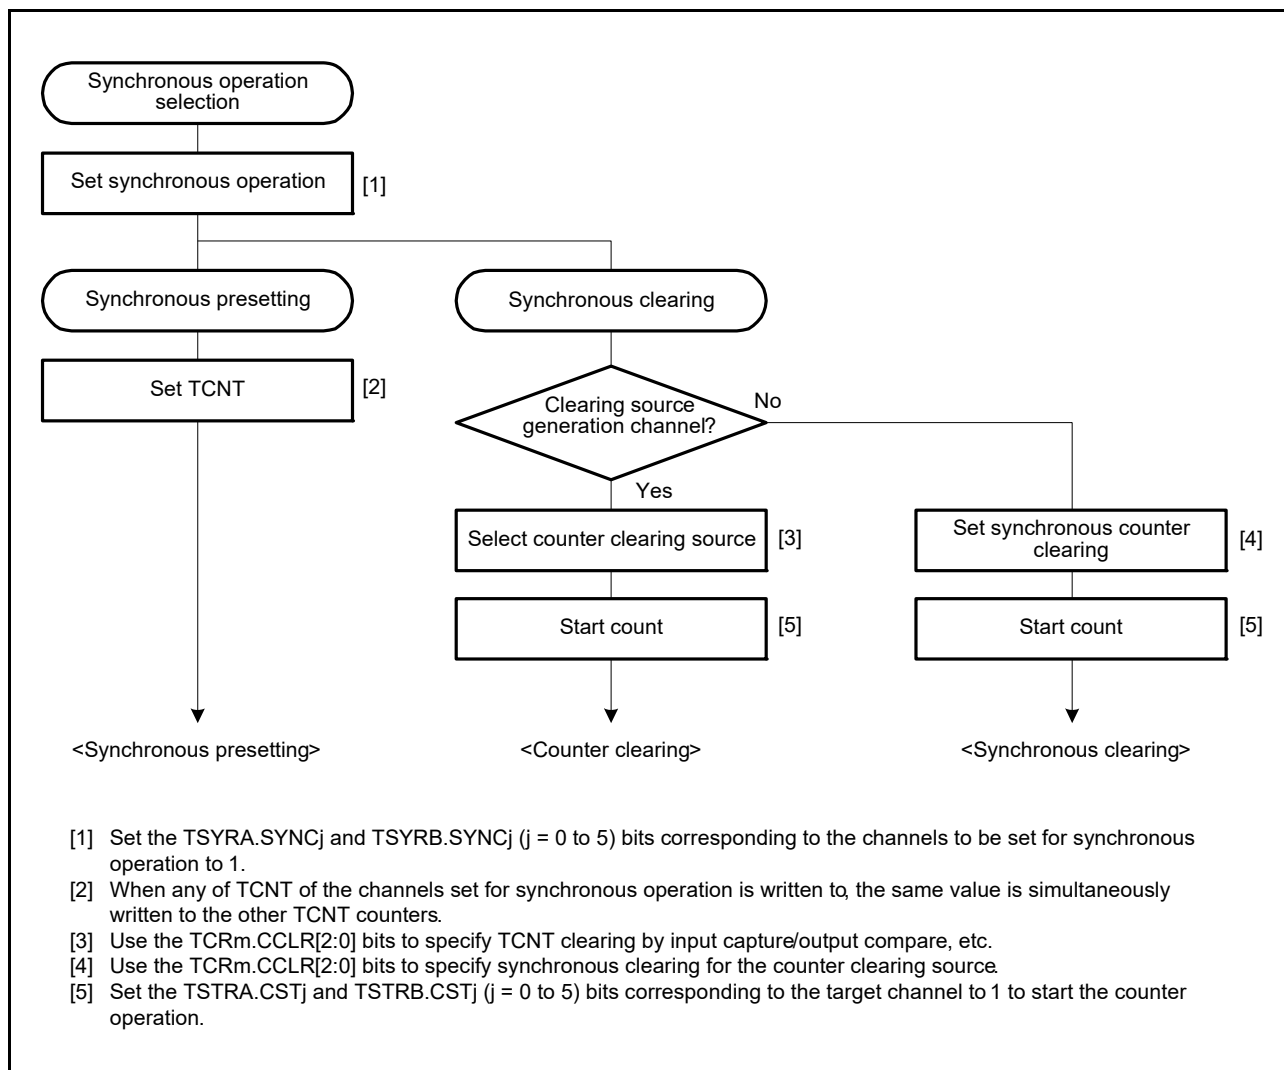 Synchronous operation
selection
Set synchronous operation
[1]
Synchronous presetting
Synchronous clearing
Set TCNT
[2]
Clearing source
generation channel?
No
Yes
Select counter clearing source
[3]
Set synchronous counter
clearing
[4]
Start count
[5]
Start count
[5]
<Synchronous presetting>
<Counter clearing>
<Synchronous clearing>
[1] Set the TSYRA.SYNCj and TSYRB.SYNCj (j = 0 to 5) bits corresponding to the channels to be set for synchronous
operation to 1.
[2] When any of TCNT of the channels set for synchronous operation is written to, the same value is simultaneously
written to the other TCNT counters.
[3] Use the TCRm.CCLR[2:0] bits to specify TCNT clearing by input capture/output compare, etc.
[4] Use the TCRm.CCLR[2:0] bits to specify synchronous clearing for the counter clearing source.
[5] Set the TSTRA.CSTj and TSTRB.CSTj (j = 0 to 5) bits corresponding to the target channel to 1 to start the counter
operation.